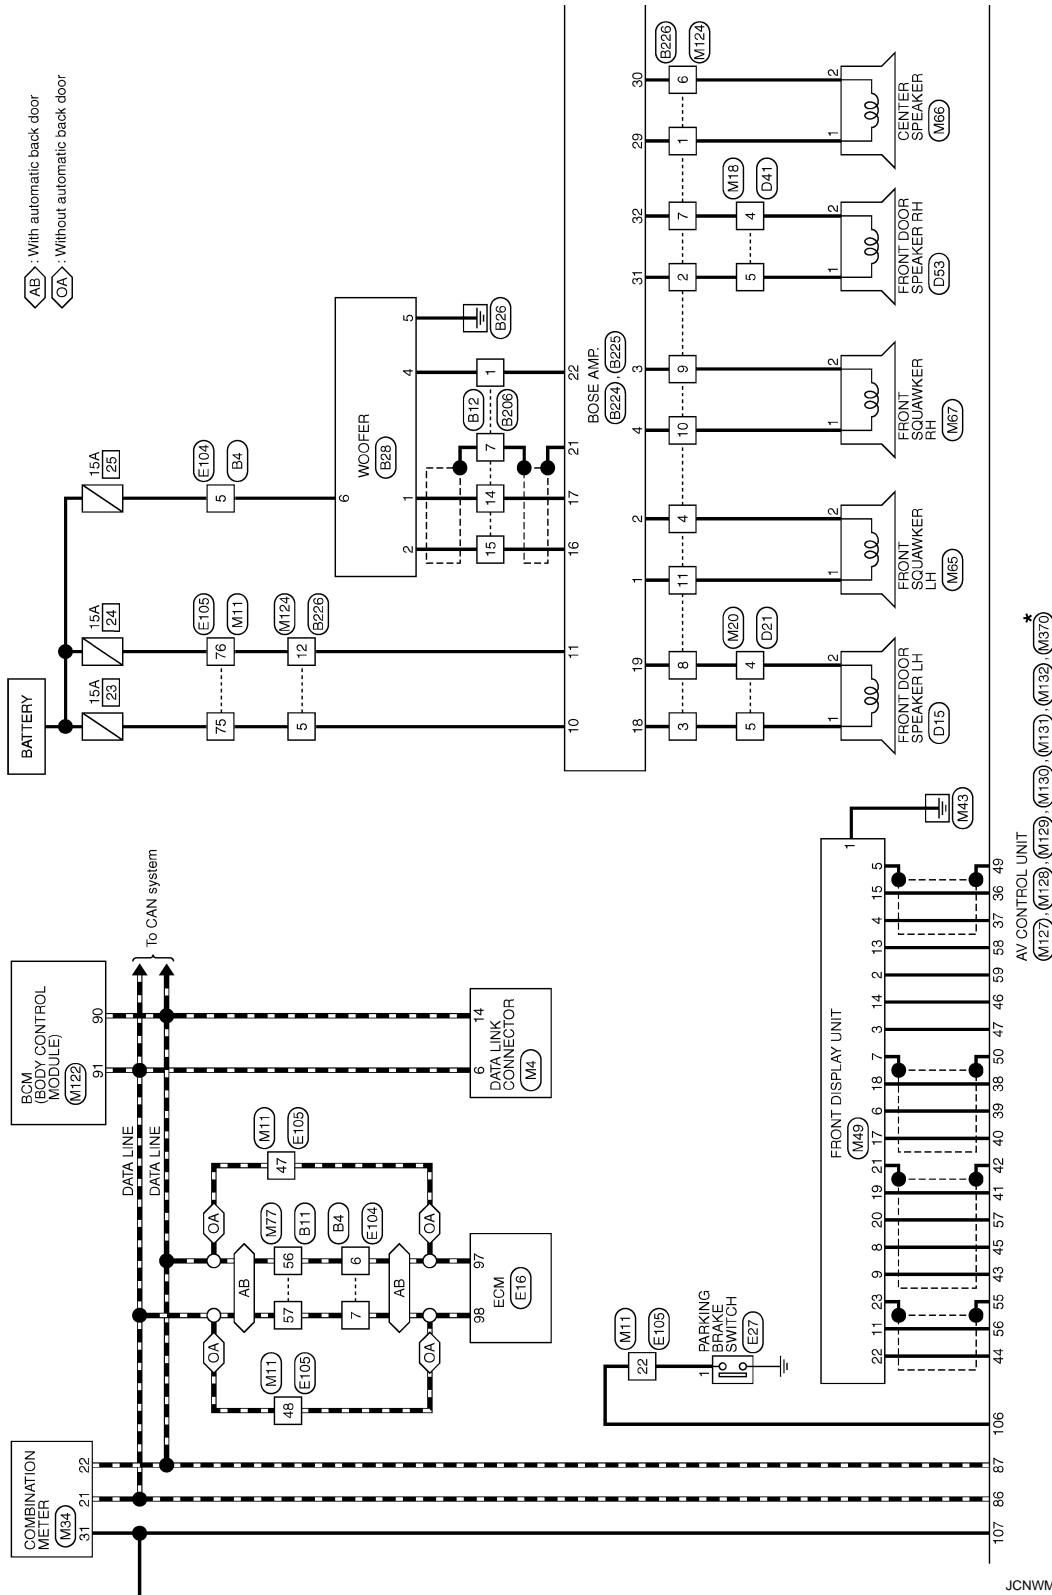 AB : With automatic back door
OA : Without automatic back door
BATTERY
15A
23
15A
24
15A
25
E105
M11
75
76
M124
B226
5
12
E104
B4
5
6
WOOFER
B28
2
1
4
5
B26
15
14
7
1
B12
B206
10
11
16
17
21
22
BOSE AMP.
B224 , B225
18
19
1
2
4
3
31
32
29
30
3
8
11
4
10
9
2
7
1
6
B226
M124
M20
D21
5
4
M18
D41
5
4
1
2
FRONT DOOR
SPEAKER LH
D15
1
2
FRONT
SQUAWKER
LH
M65
1
2
FRONT
SQUAWKER
RH
M67
1
2
FRONT DOOR
SPEAKER RH
D53
1
2
CENTER
SPEAKER
M66
COMBINATION
METER
M34
31
21
22
DATA LINE
DATA LINE
To CAN system
BCM
(BODY CONTROL
MODULE)
M122
91
90
DATA LINK
CONNECTOR
M4
6
14
M11
E105
48
OA
OA
AB
57
56
M77
B11
7
6
B4
E104
AB
OA
OA
M11
E105
47
98
97
ECM
E16
M11
E105
22
1
PARKING
BRAKE
SWITCH
E27
FRONT DISPLAY UNIT
M49
1
M43
22
11
23
9
8
20
19
21
17
6
18
7
3
14
2
13
4
15
5
107
86
87
106
44
56
55
43
45
57
41
42
40
39
38
50
47
46
59
58
37
36
49
AV CONTROL UNIT
M127 , M128 , M129 , M130 , M131 , M132 , M370 *
JCNWM